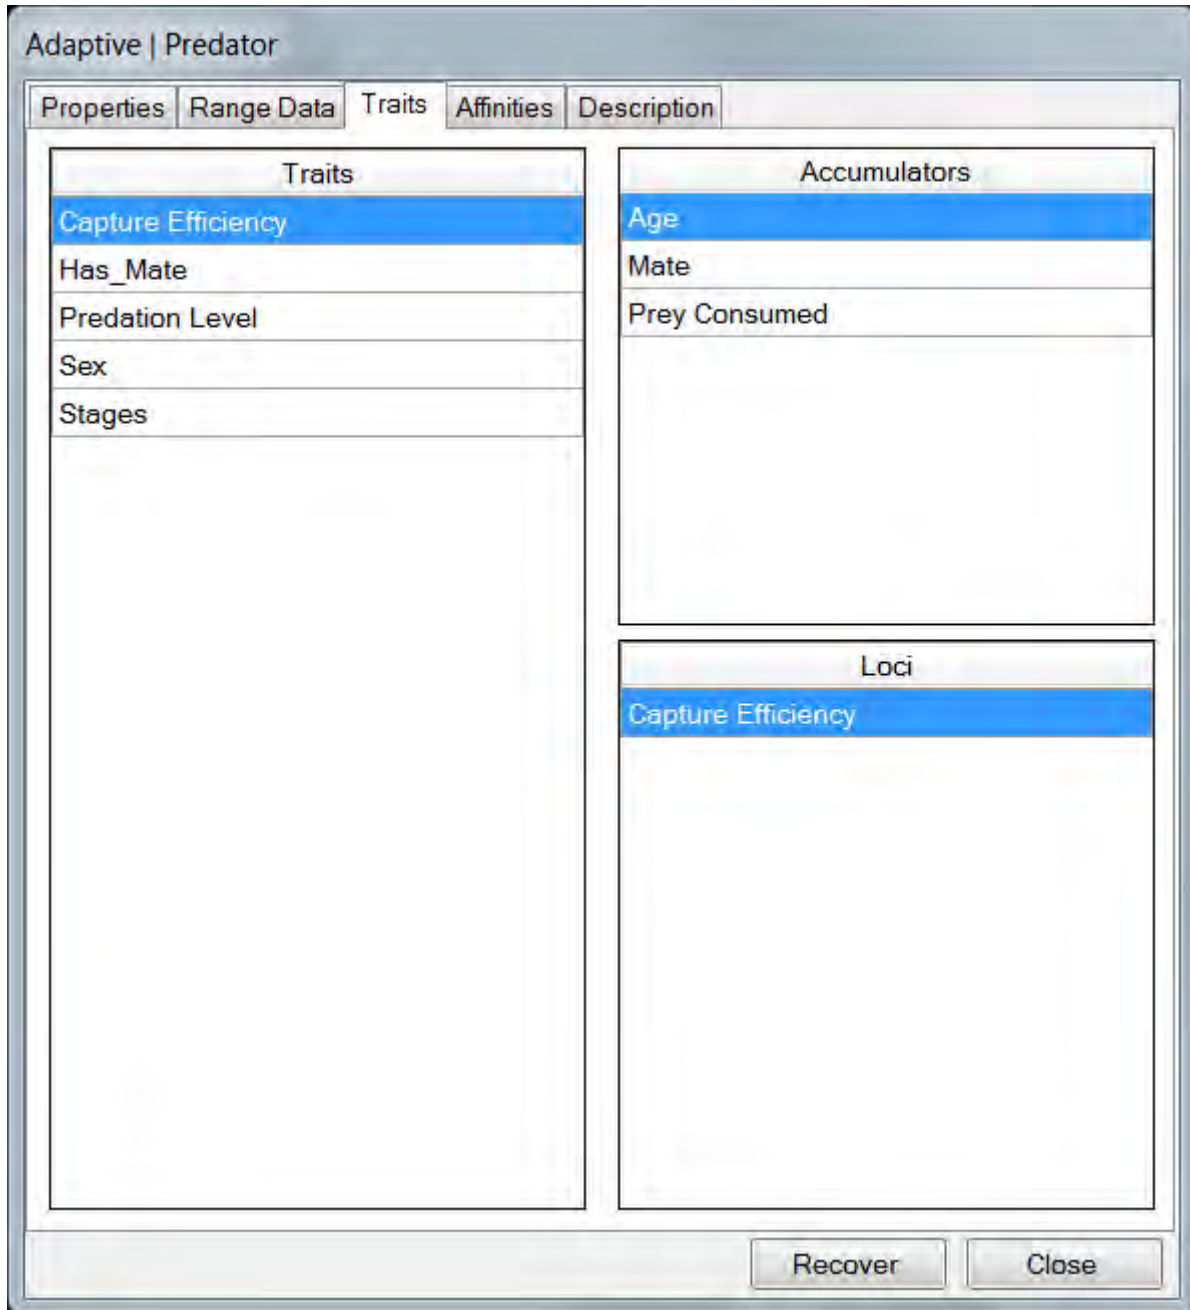 Adaptive | Predator
Properties Range Data Traits Affinities Description
Traits
Capture Efficiency
Has_Mate
Predation Level
Sex
Stages
Accumulators
Age
Mate
Prey Consumed
Loci
Capture Efficiency
Recover Close